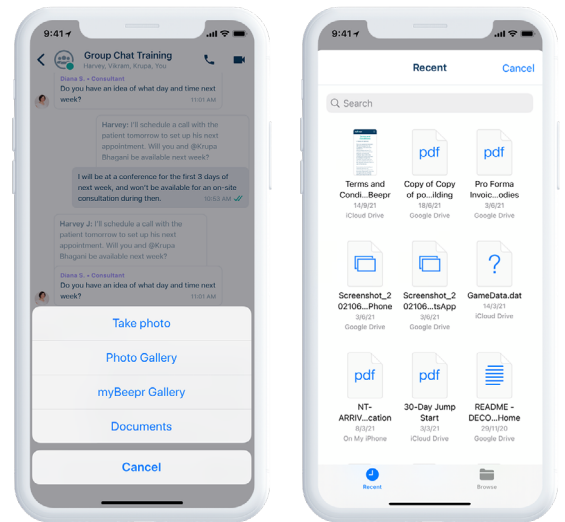 9:41
Group Chat Training
Harvey, Vikram, Krupa, You
Diana S. • Consultant
Do you have an idea of what day and time next
week?
11:01 AM
Harvey: I'll schedule a call with the
patient tomorrow to set up his next
appointment. Will you and @Krupa
Bhagani be available next week?
I will be at a conference for the first 3 days of
next week, and won't be available for an on-site
consultation during then.
10:52 AM
Harvey J: I'll schedule a call with the
patient tomorrow to set up his next
appointment. Will you and @Krupa
Bhagani be available next week?
Diana S. • Consultant
Do you have an idea of what day and time next
week?
11:01 AM
Take photo
Photo Gallery
myBeepr Gallery
Documents
Cancel
9:41
Recent
Cancel
Search
pdf
pdf
Terms and
Condi...Beepr
14/9/21
iCloud Drive
Copy of Copy
of po...ilding
18/6/21
Google Drive
Pro Forma
Invoic...odies
3/6/21
Google Drive
?
Screenshot_2
02106...Phone
3/6/21
Google Drive
Screenshot_2
02106...tsApp
3/6/21
Google Drive
GameData.dat
14/3/21
iCloud Drive
pdf
pdf
NT-
ARRIV...cation
8/3/21
On My iPhone
30-Day Jump
Start
3/3/21
iCloud Drive
README -
DECO...Home
29/11/20
Google Drive
Recent
Browse